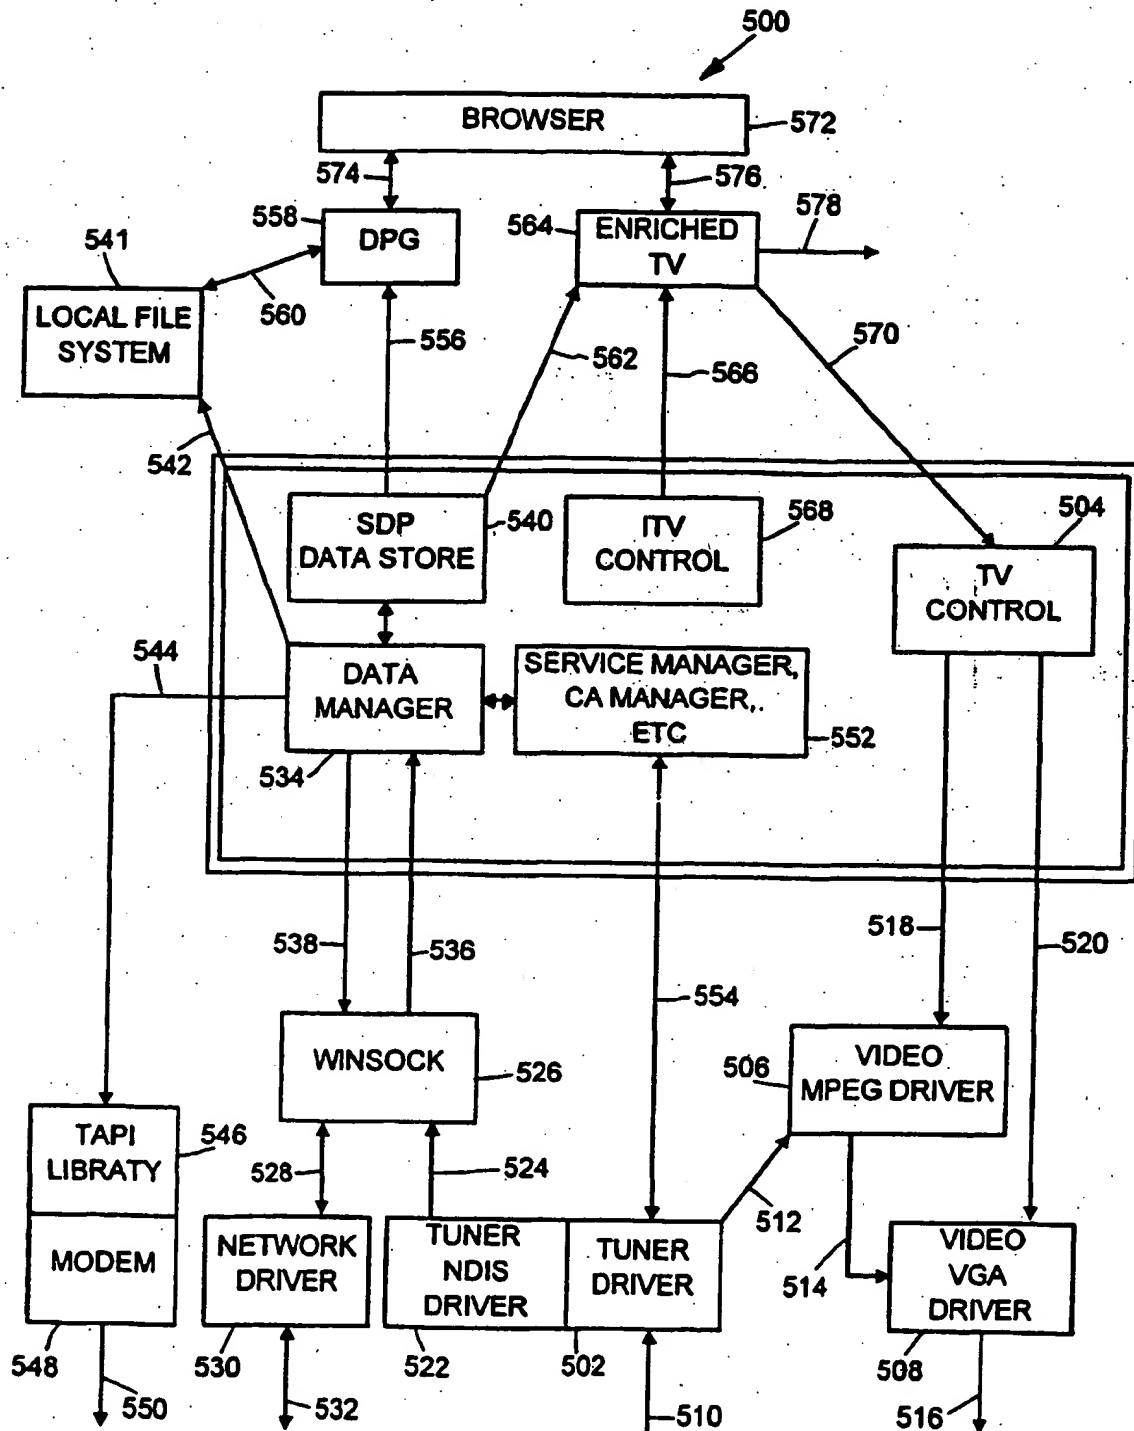 500
BROWSER
572
574
576
558
DPG
564
ENRICHED
TV
578
541
LOCAL FILE
SYSTEM
560
556
562
566
570
542
SDP
DATA STORE
540
ITV
CONTROL
568
504
TV
CONTROL
544
DATA
MANAGER
534
SERVICE MANAGER,
CA MANAGER,
ETC
552
538
536
554
518
520
WINSOCK
526
506
VIDEO
MPEG DRIVER
TAPI
LIBRATY
546
MODEM
548
550
528
524
512
514
NETWORK
DRIVER
530
532
TUNER
NDIS
DRIVER
522
TUNER
DRIVER
502
510
VIDEO
VGA
DRIVER
508
516